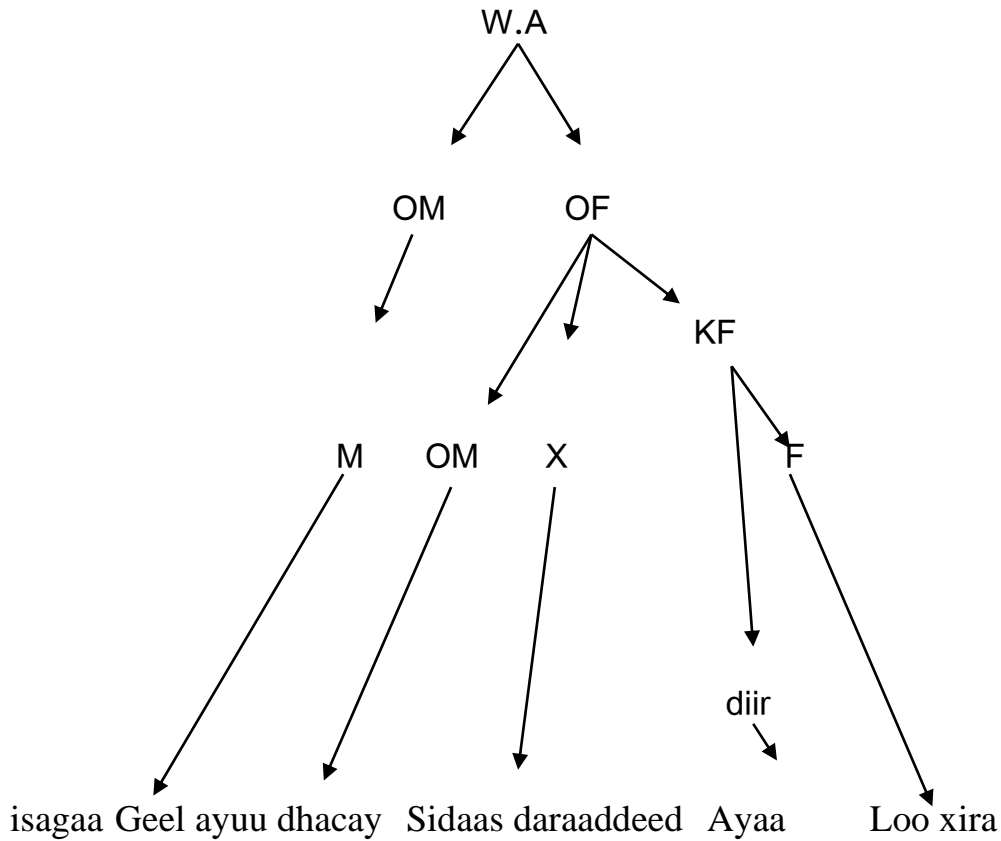 W.A
OM OF
KF
M OM X F
diir
isagaa Geel ayuu dhacay Sidaas daraaddeed Ayaa Loo xira